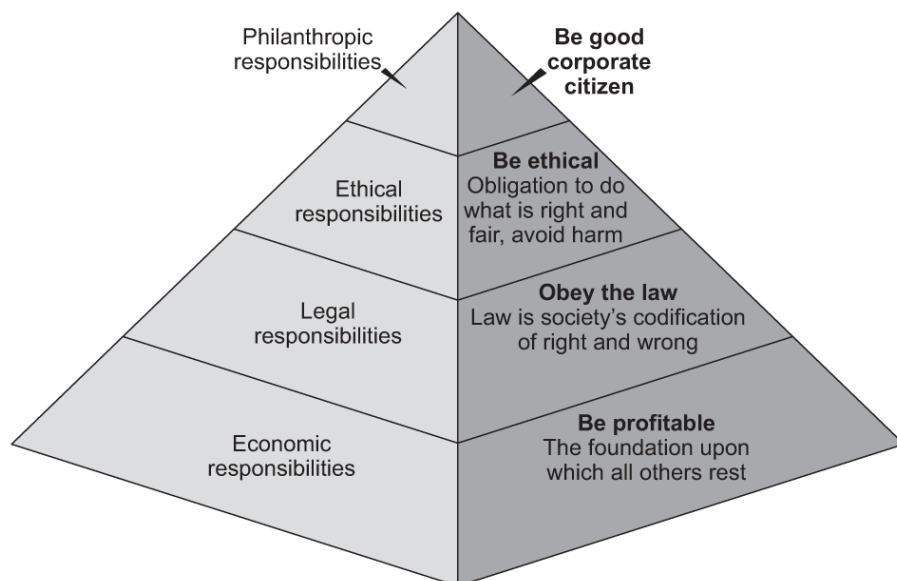 Philanthropic
responsibilities
Be good
corporate
citizen
Ethical
responsibilities
Be ethical
Obligation to do
what is right and
fair, avoid harm
Legal
responsibilities
Obey the law
Law is society’s codification
of right and wrong
Economic
responsibilities
Be profitable
The foundation upon
which all others rest